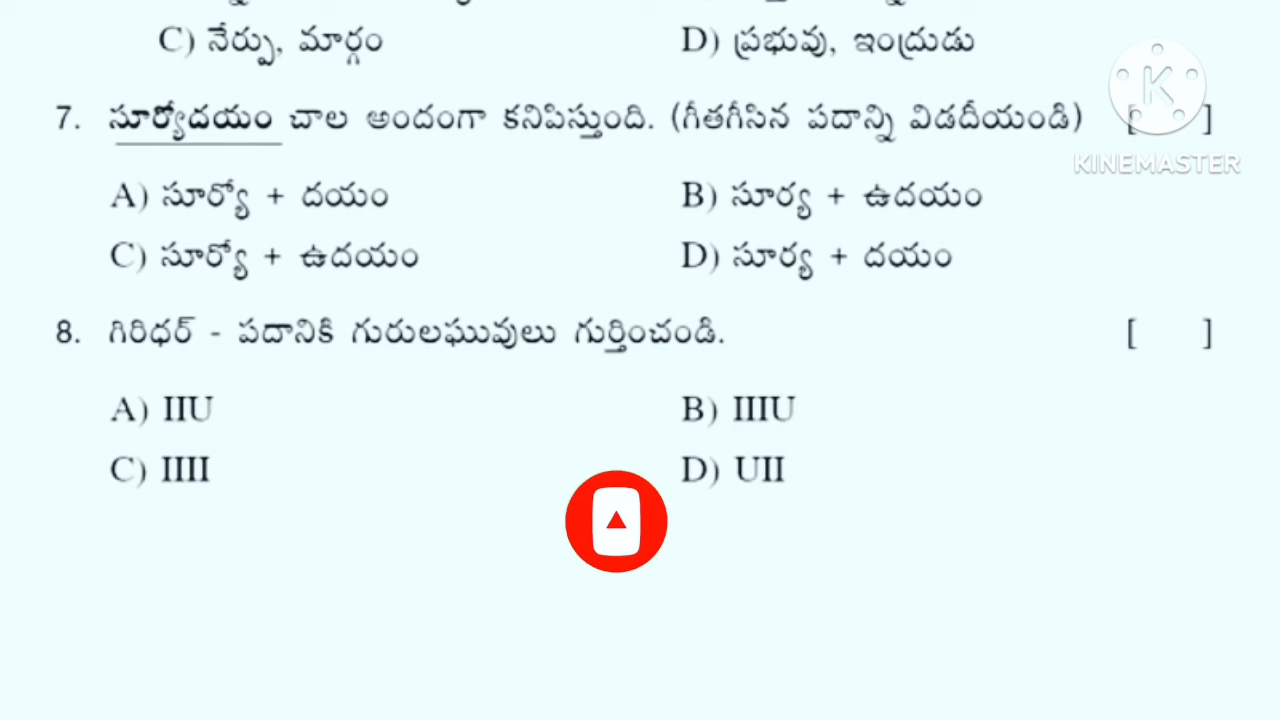 C) నేర్పు, మార్గం D) ప్రభువు, ఇంద్రుడు
7. సూర్యోదయం చాల అందంగా కనిపిస్తుంది. (గీతగీసిన పదాన్ని విడదీయండి) [ ]
KINEMASTER
A) సూర్యో + దయం B) సూర్య + ఉదయం
C) సూర్యో + ఉదయం D) సూర్య + దయం
8. గిరిధర్ - పదానికి గురులఘువులు గుర్తించండి. [ ]
A) IIU B) IIIU
C) IIII D) UII